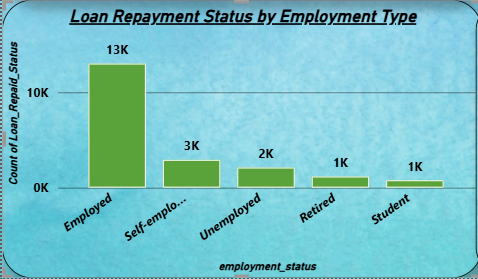 Loan Repayment Status by Employment Type
Count of Loan_Repaid_Status
10K
0K
13K
3K
2K
1K
1K
Employed
Self-emplo...
Unemployed
Retired
Student
employment_status